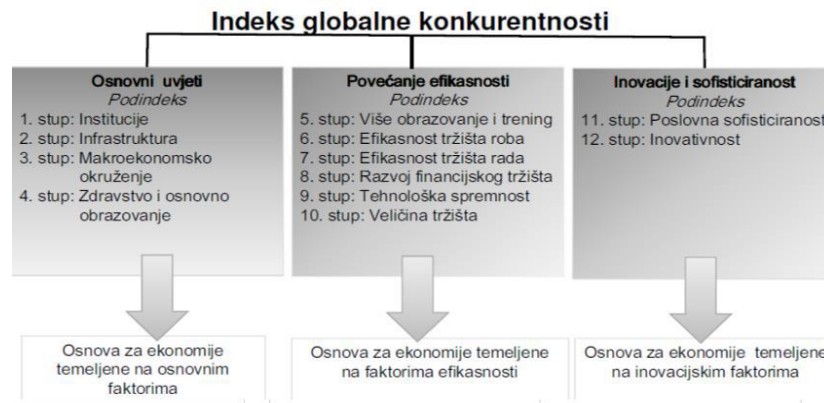 Indeks globalne konkurentnosti
Osnovni uvjeti
Podindeks
1. stup: Institucije
2. stup: Infrastruktura
3. stup: Makroekonomsko
okruženje
4. stup: Zdravstvo i osnovno
obrazovanje
Povećanje efikasnosti
Podindeks
5. stup: Više obrazovanje i trening
6. stup: Efikasnost tržišta roba
7. stup: Efikasnost tržišta rada
8. stup: Razvoj financijskog tržišta
9. stup: Tehnološka spremnost
10. stup: Veličina tržišta
Inovacije i sofisticiranost
Podindeks
11. stup: Poslovna sofisticiranost
12. stup: Inovativnost
Osnova za ekonomije
temeljene na osnovnim
faktorima
Osnova za ekonomije temeljene
na faktorima efikasnosti
Osnova za ekonomije temeljene
na inovacijskim faktorima